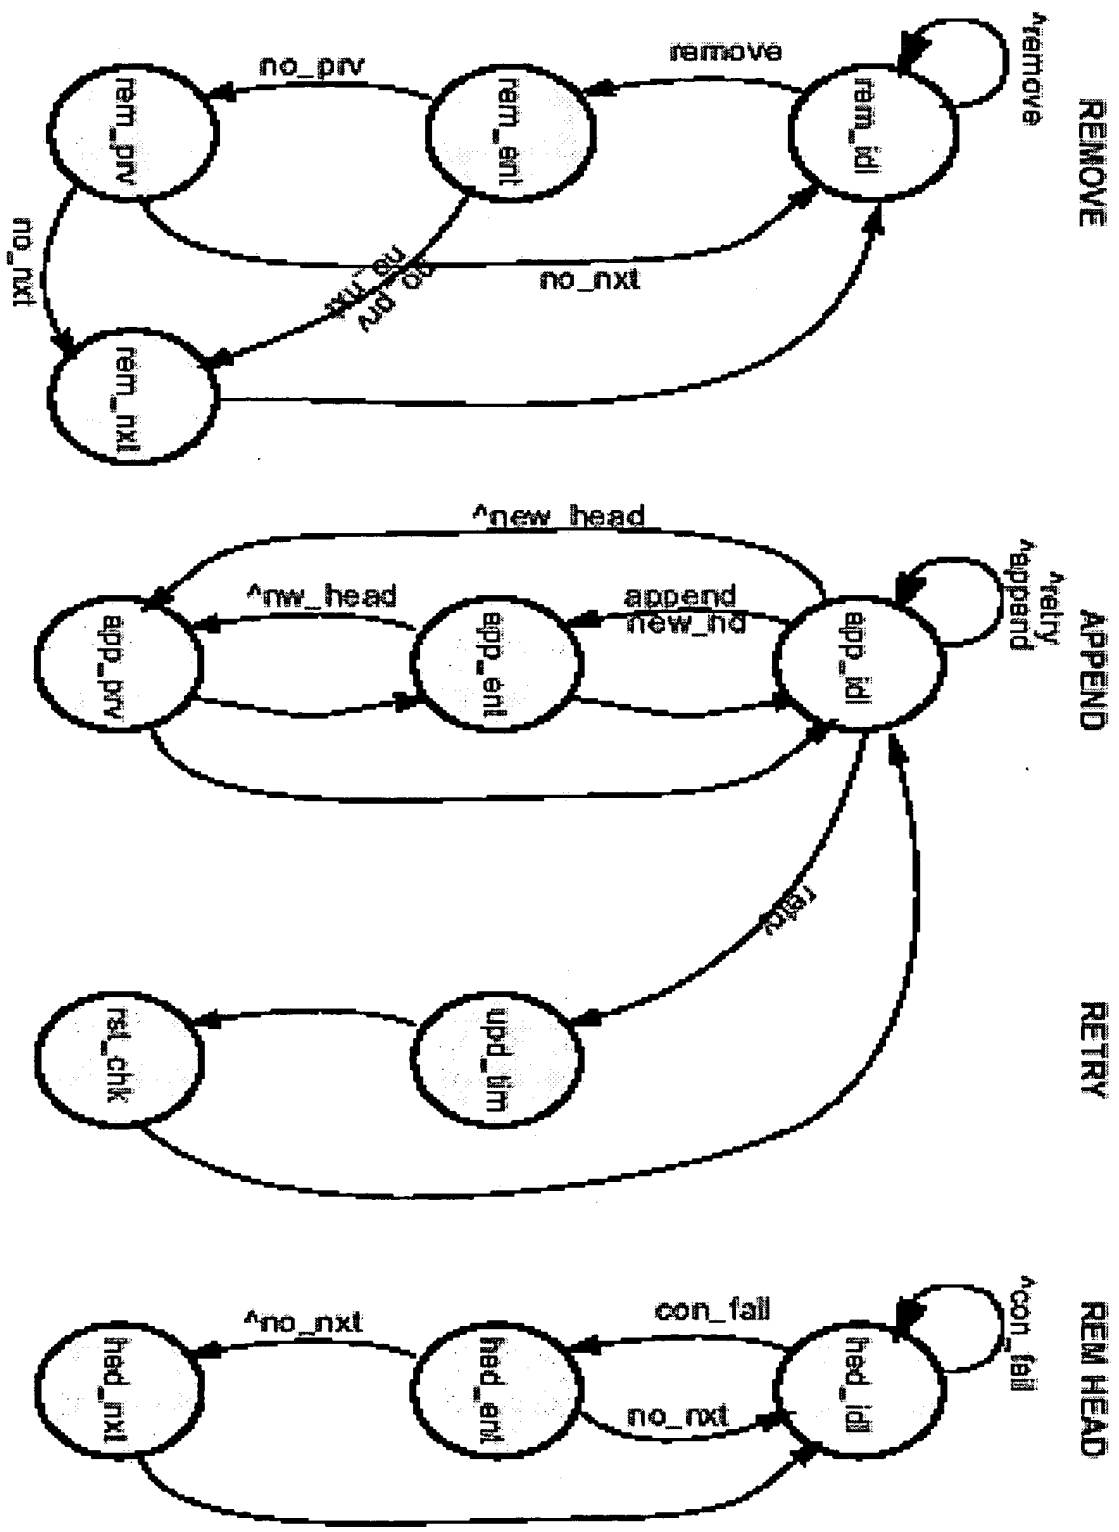 REMOVE
^remove
rem_idl
remove
rem_ent
no_prv
rem_prv
no_nxt
no_nxt
no_prv
no_nxt
rem_nxt
APPEND
^retry
^append
app_idl
append
new_hd
^new_head
app_ent
^nw_head
app_prv
RETRY
retry
upd_tim
rst_chk
REM HEAD
^con_fail
hed_idl
con_fail
no_nxt
hed_ent
^no_nxt
hed_nxt